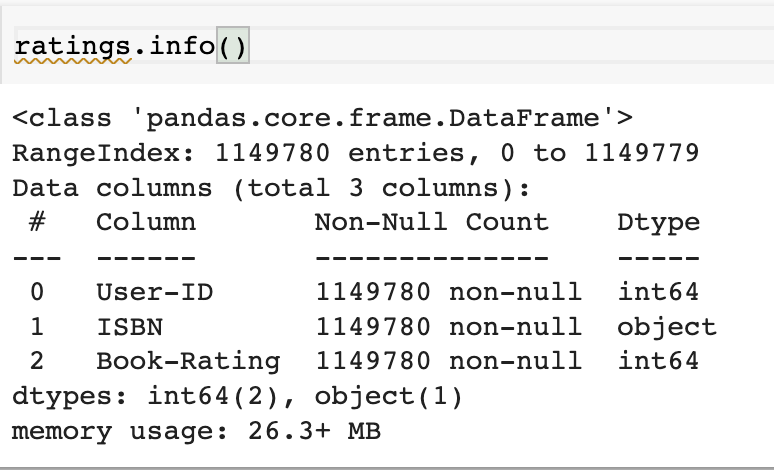 ratings.info()
<class 'pandas.core.frame.DataFrame'>
RangeIndex: 1149780 entries, 0 to 1149779
Data columns (total 3 columns):
 #   Column       Non-Null Count    Dtype
---  ------       --------------    -----
 0   User-ID      1149780 non-null  int64
 1   ISBN         1149780 non-null  object
 2   Book-Rating  1149780 non-null  int64
dtypes: int64(2), object(1)
memory usage: 26.3+ MB